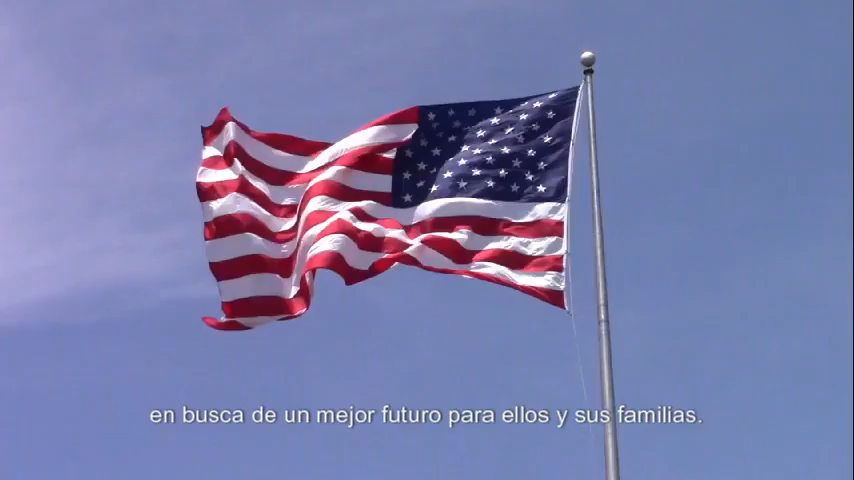 en busca de un mejor futuro para ellos y sus familias.